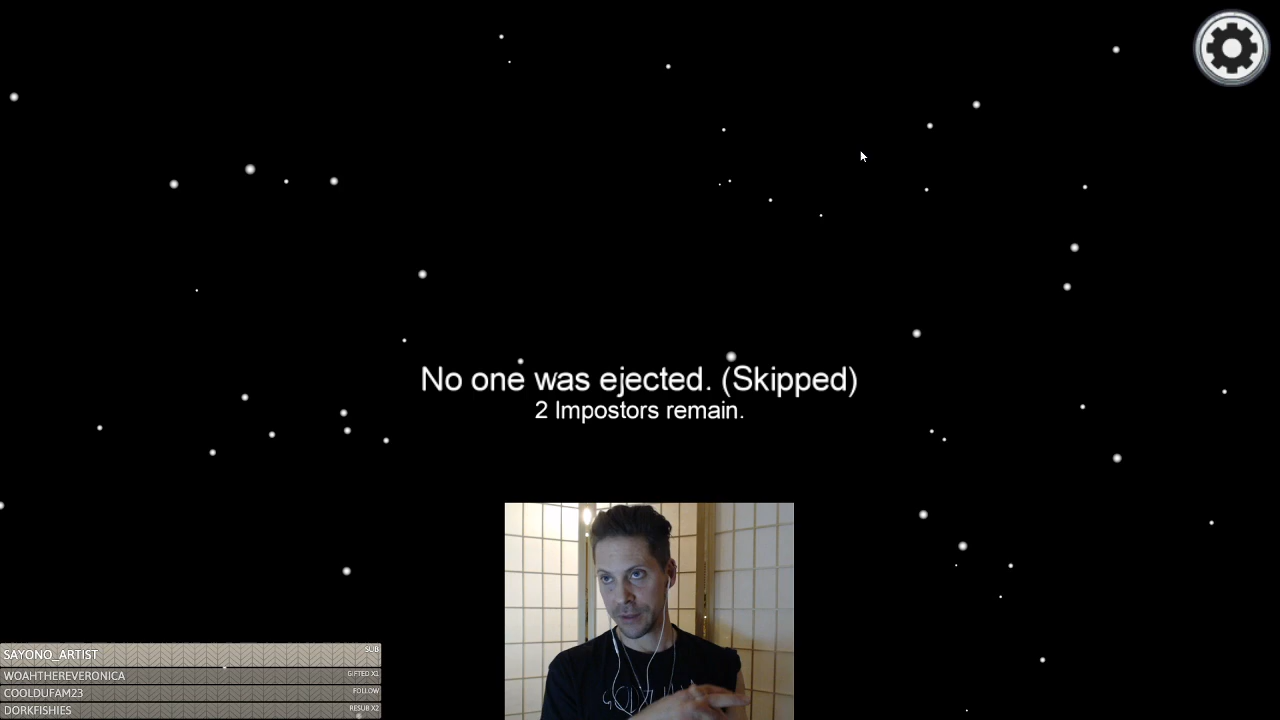 No one was ejected. (Skipped)
2 Impostors remain.
SAYONO_ARTIST SUB
WOAHTHEREVERONICA GIFTED X1
COOLDUFAM23 FOLLOW
DORKFISHIES RESUB X2